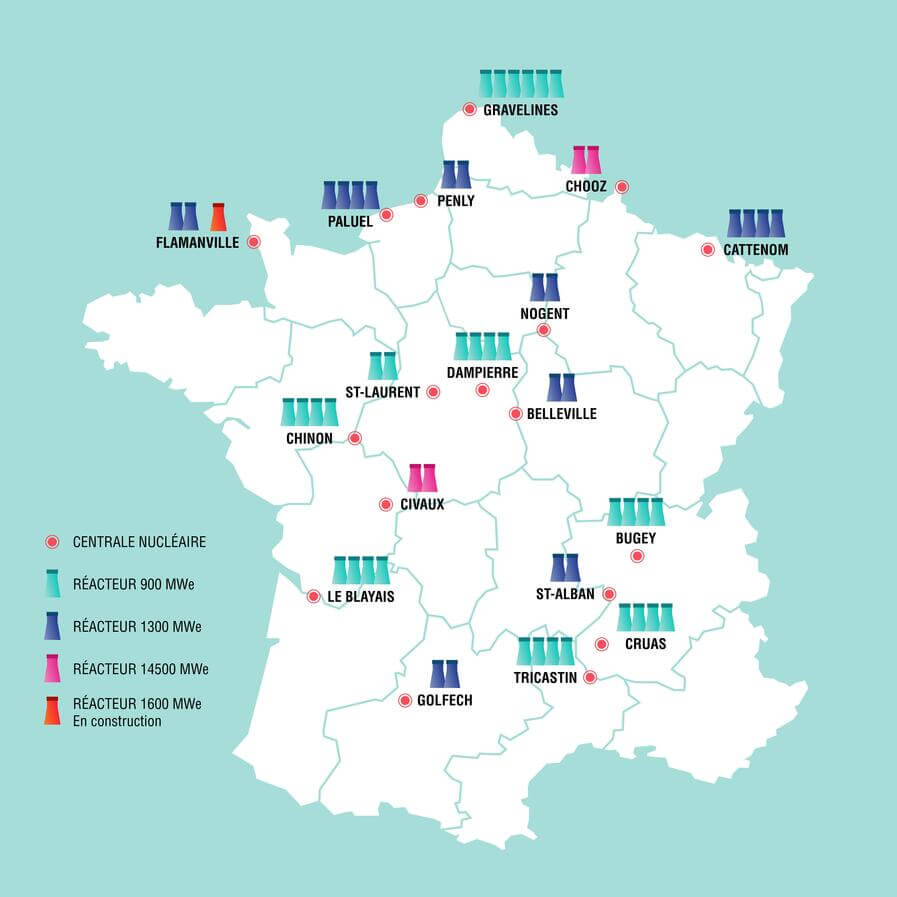 GRAVELINES
CHOOZ
PENLY
PALUEL
FLAMANVILLE
CATTENOM
NOGENT
DAMPIERRE
ST-LAURENT
BELLEVILLE
CHINON
CIVAUX
BUGEY
ST-ALBAN
LE BLAYAIS
CRUAS
TRICASTIN
GOLFECH
CENTRALE NUCLÉAIRE
RÉACTEUR 900 MWe
RÉACTEUR 1300 MWe
RÉACTEUR 14500 MWe
RÉACTEUR 1600 MWe
En construction